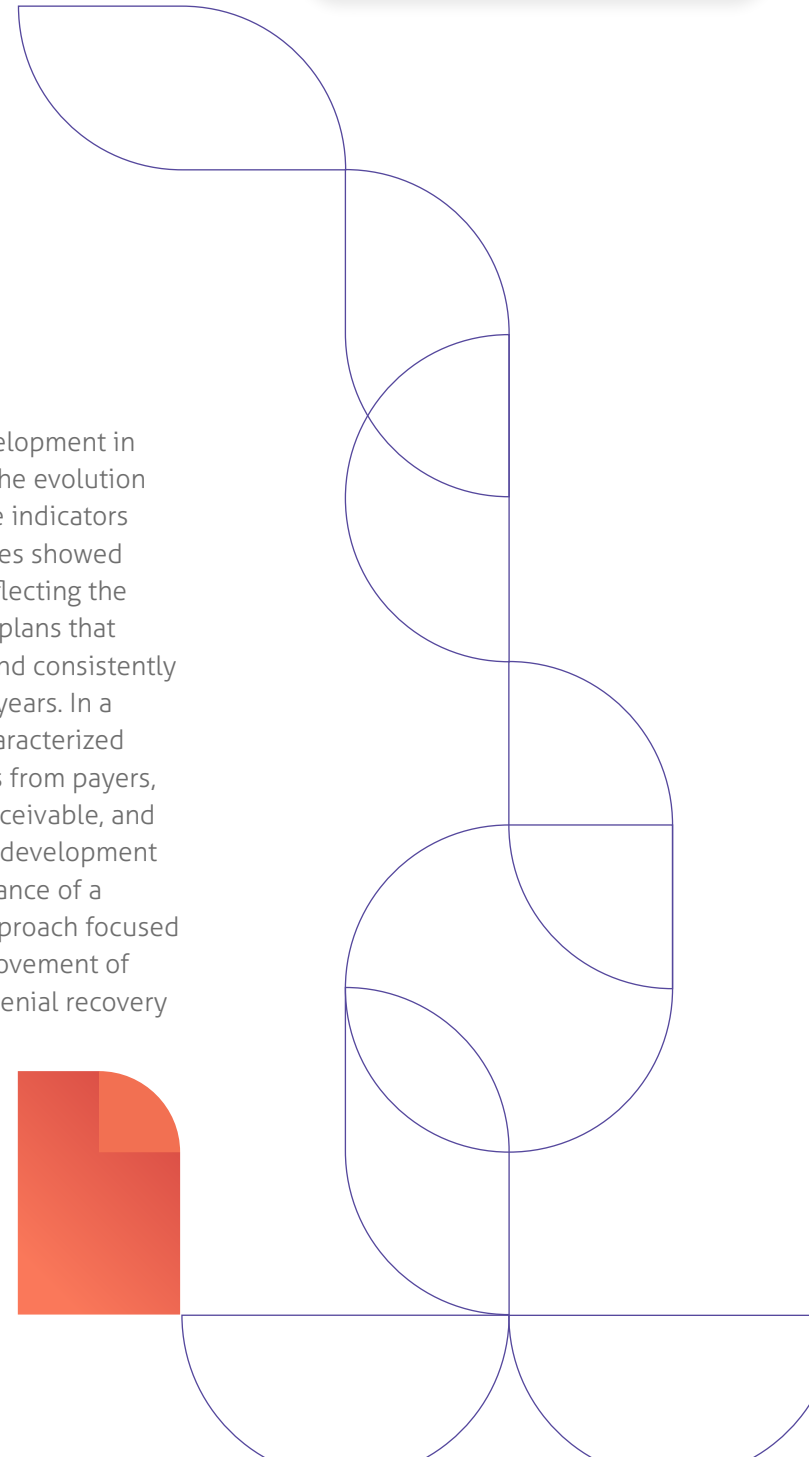 elopment in
he evolution
e indicators
es showed
flecting the
plans that
nd consistently
years. In a
aracterized
s from payers,
ceivable, and
development
ance of a
proach focused
ovement of
enial recovery